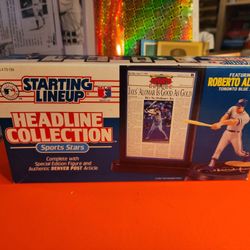 STARTING
LINEUP
HEADLINE
COLLECTION
Sports Stars
Complete with
Special Edition Figure and
Authentic DENVER POST Article
FEATURING
ROBERTO AL
TORONTO BLUE